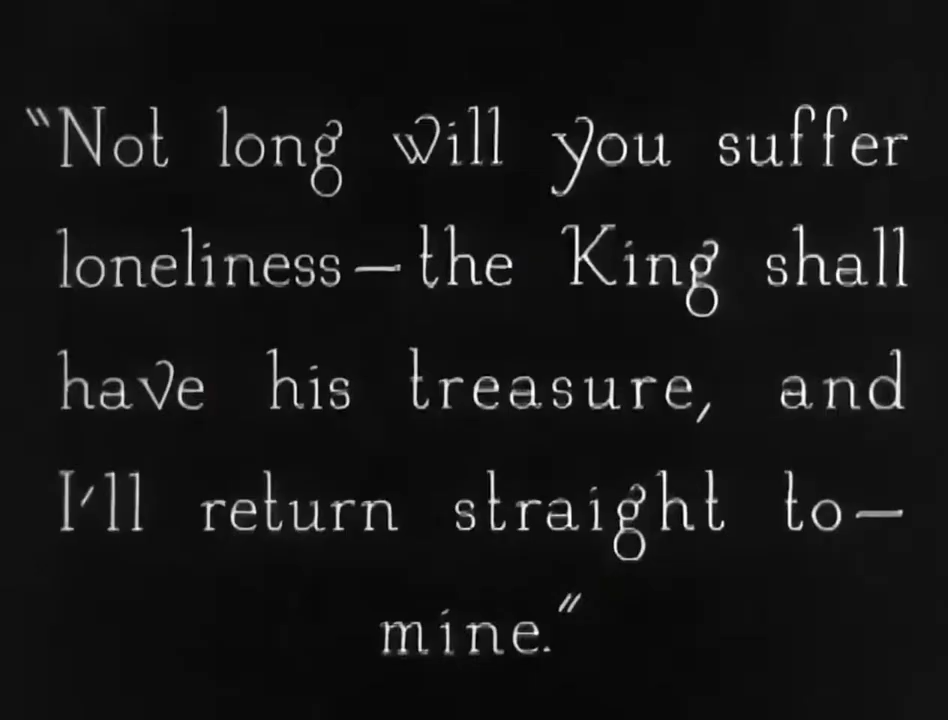 "Not long will you suffer
loneliness—the King shall
have his treasure, and
I'll return straight to—
mine."